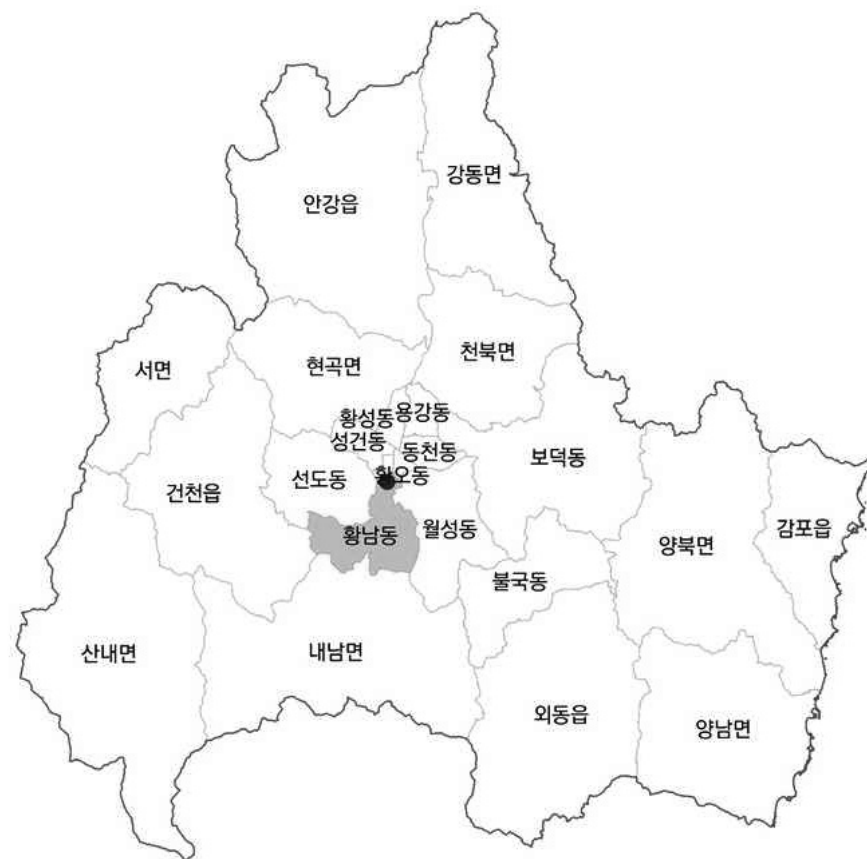 강동면
안강읍
천북면
현곡면
서면
용강동
황성동
성건동
동천동
보덕동
황오동
선도동
건천읍
월성동
황남동
양북면
감포읍
불국동
산내면
내남면
외동읍
양남면